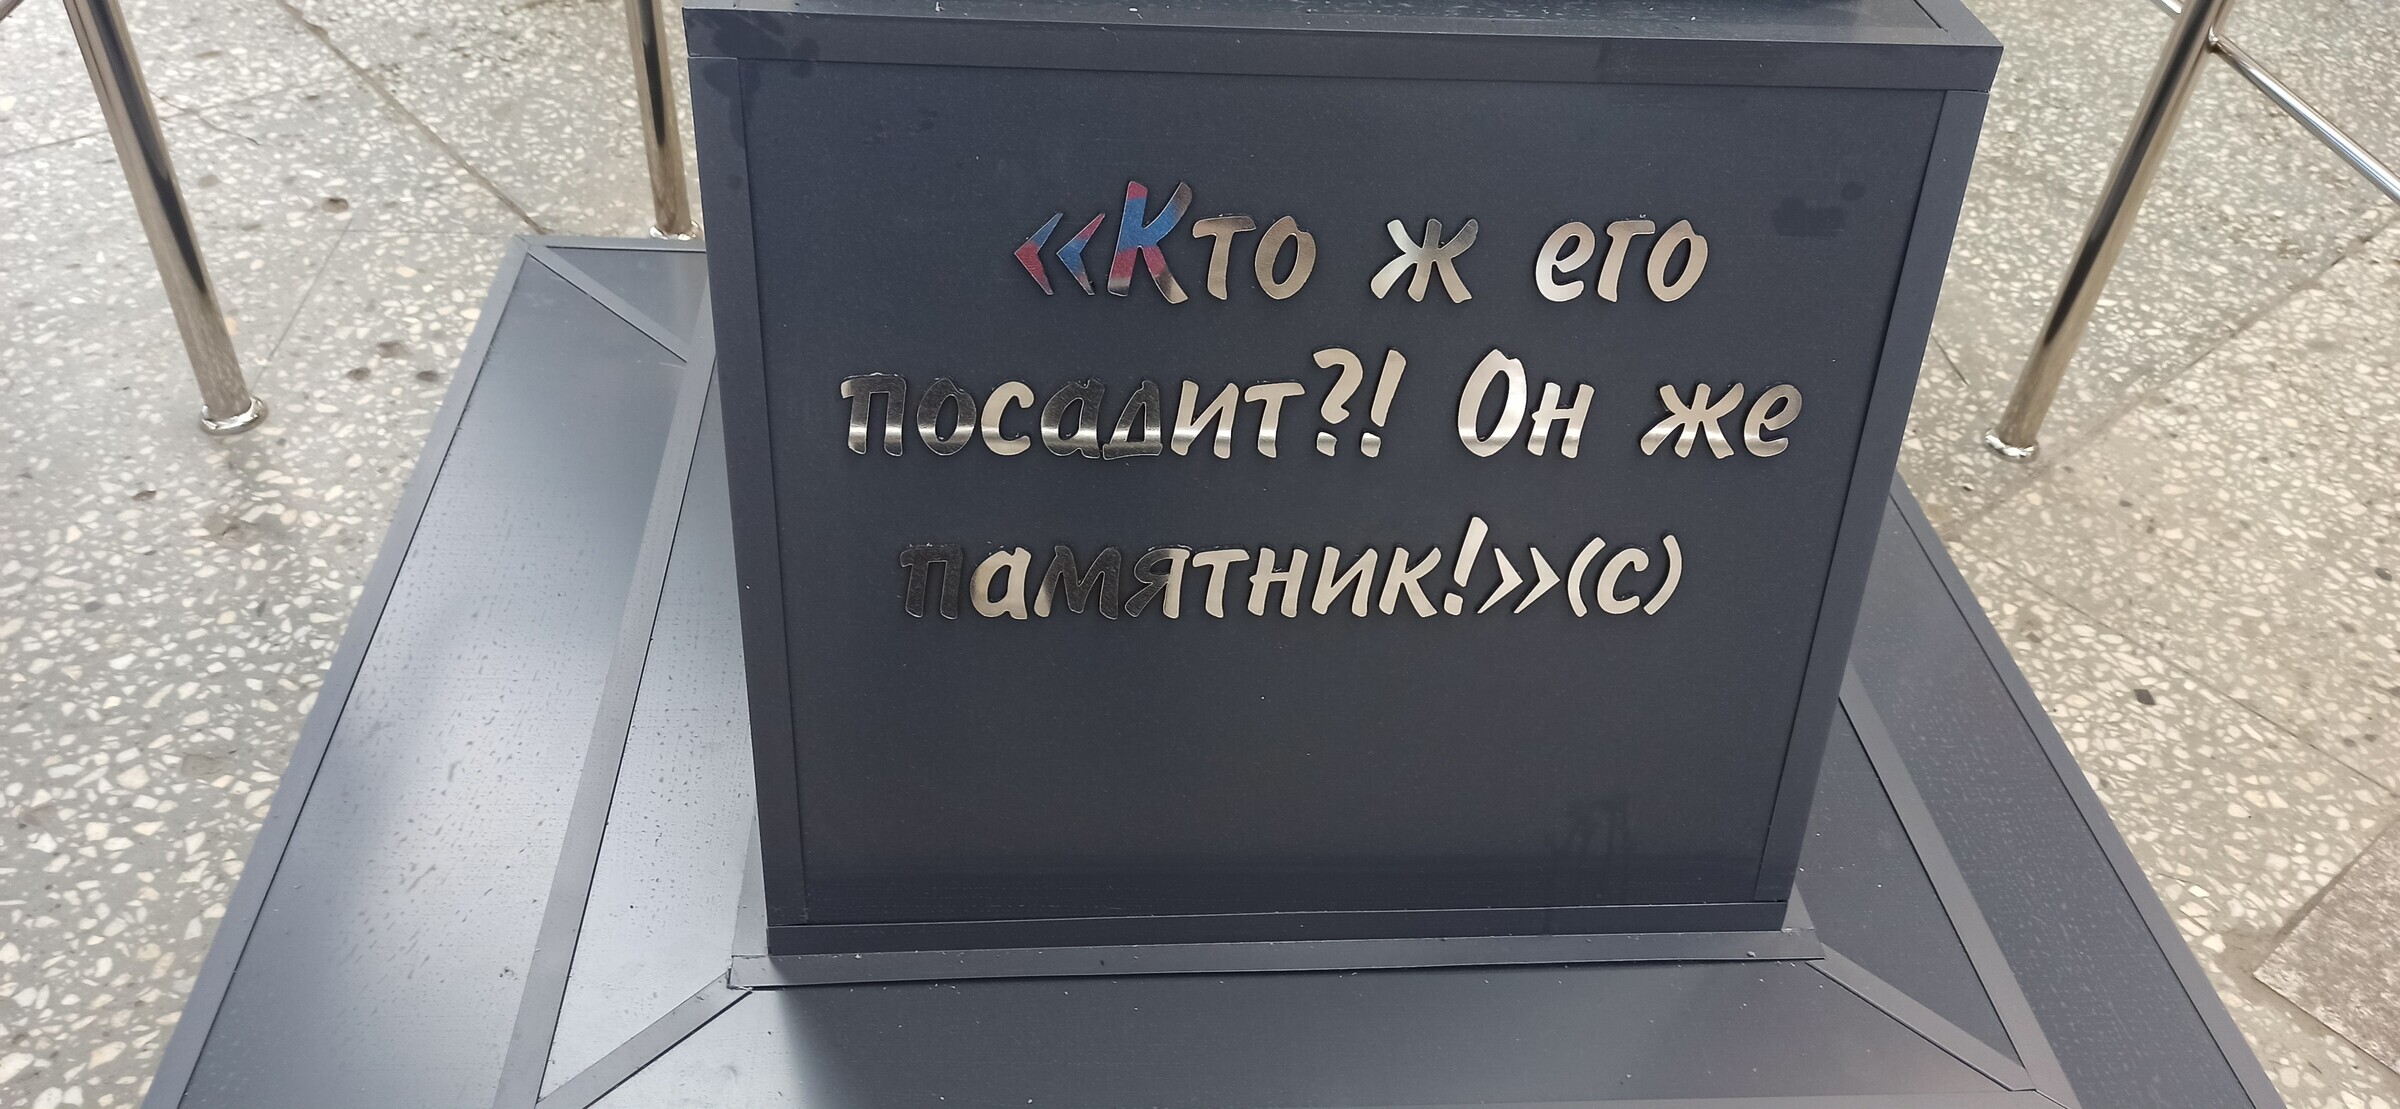 «Кто ж его
посадит?! Он же
памятник!»(с)